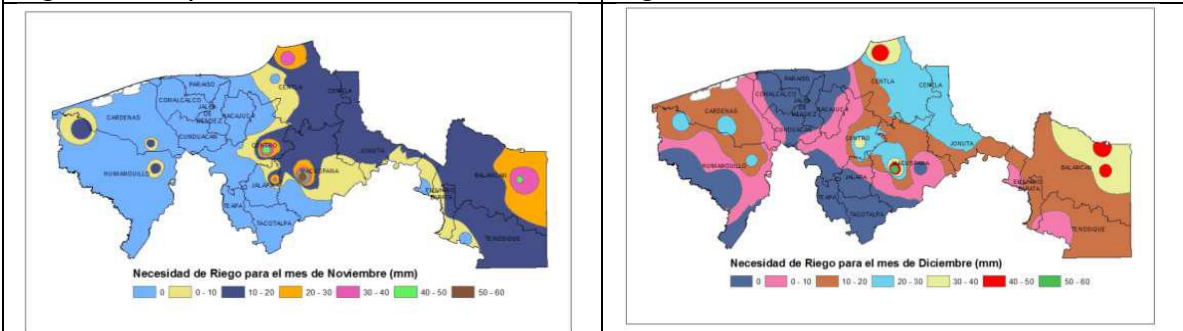 PARAISO
CENTLA
COMALCALCO
JALPA
DE
MENDEZ
NACAJUCA
CENTLA
CARDENAS
CUNDUACAN
CENTRO
JONUTA
HUIMANGUILLO
MACUSPANA
BALANCAN
JALAPA
EMILIANO
ZAPATA
TEAPA
TACOTALPA
TENOSIQUE
Necesidad de Riego para el mes de Noviembre (mm)
0 0 - 10 10 - 20 20 - 30 30 - 40 40 - 50 50 - 60
PARAISO
CENTLA
COMALCALCO
JALPA
DE
MENDEZ
NACAJUCA
CENTLA
CARDENAS
CUNDUACAN
CENTRO
JONUTA
HUIMANGUILLO
MACUSPANA
BALANCAN
JALAPA
EMILIANO
ZAPATA
TEAPA
TACOTALPA
TENOSIQUE
Necesidad de Riego para el mes de Diciembre (mm)
0 0 - 10 10 - 20 20 - 30 30 - 40 40 - 50 50 - 60